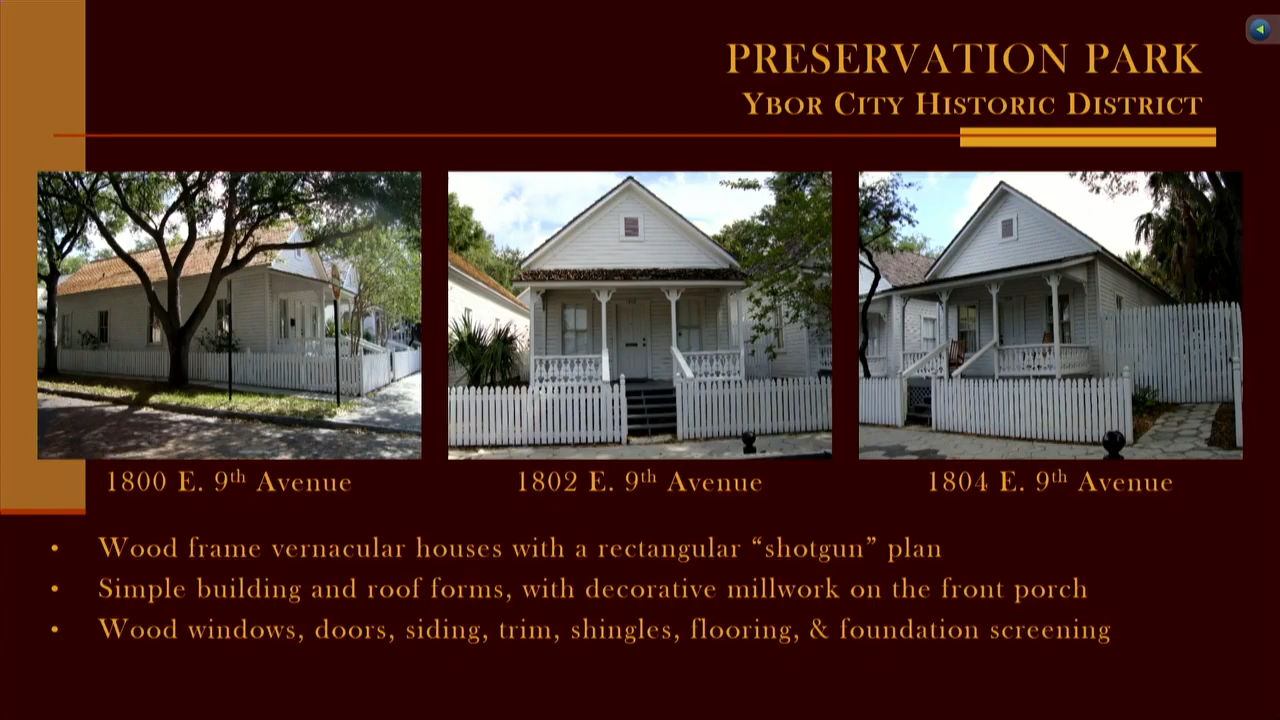 PRESERVATION PARK
YBOR CITY HISTORIC DISTRICT
1800 E. 9th Avenue
1802 E. 9th Avenue
1804 E. 9th Avenue
• Wood frame vernacular houses with a rectangular “shotgun” plan
• Simple building and roof forms, with decorative millwork on the front porch
• Wood windows, doors, siding, trim, shingles, flooring, & foundation screening